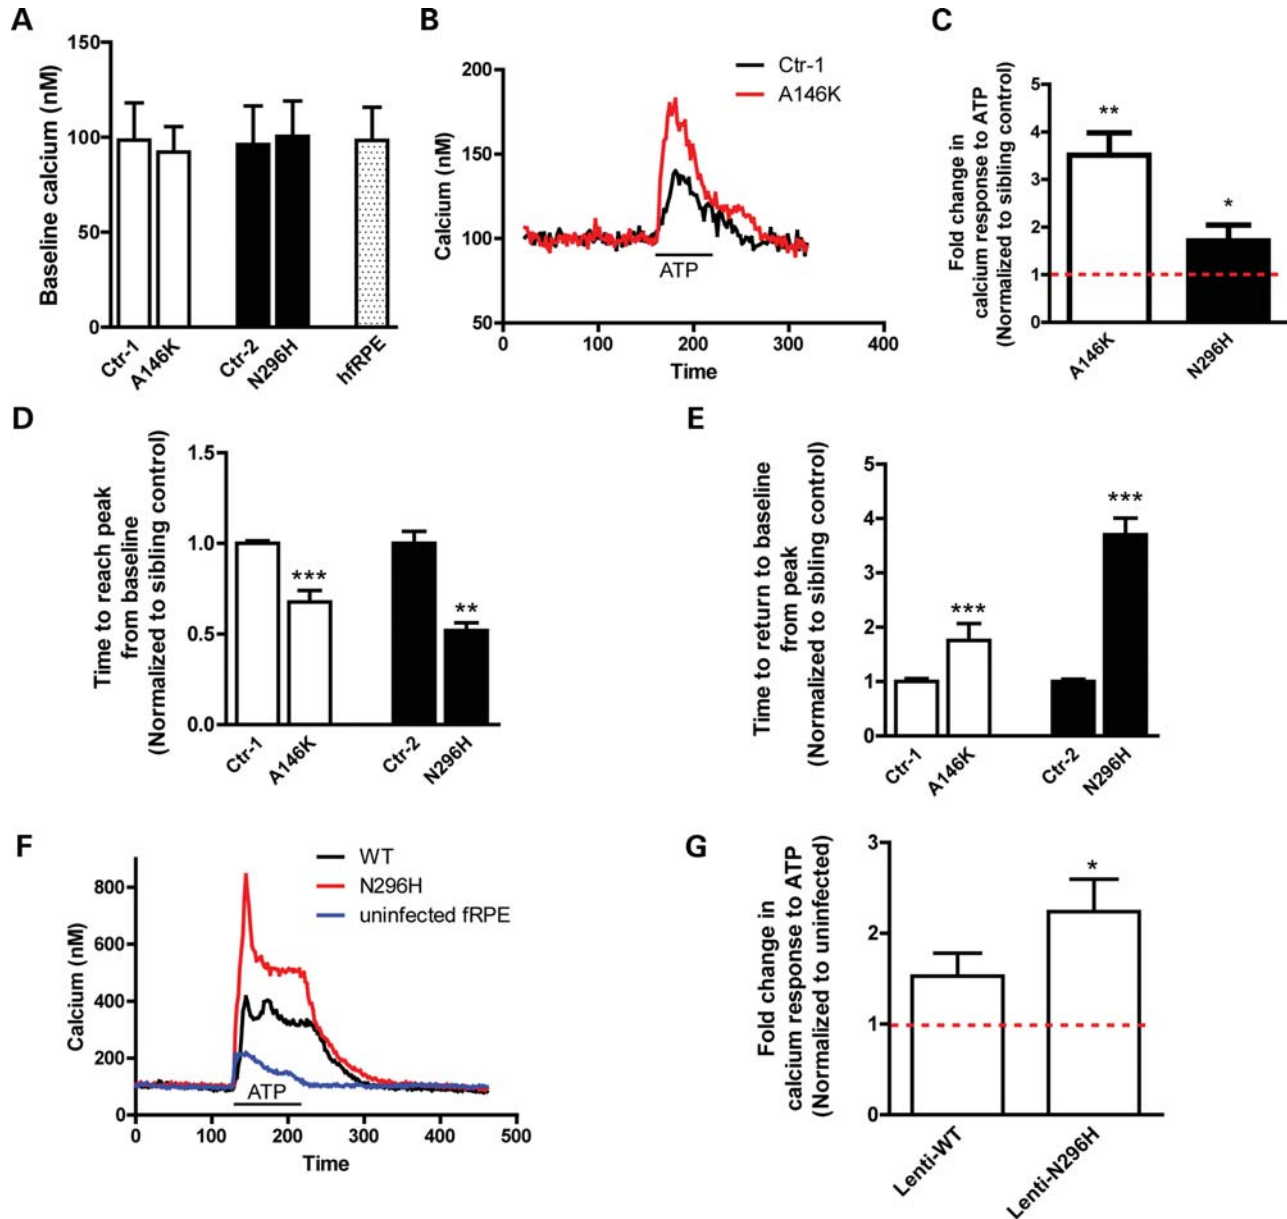 A
Baseline calcium (nM)
150
100
50
0
Ctr-1
A146K
Ctr-2
N296H
hfRPE
B
Calcium (nM)
200
150
100
50
Ctr-1
A146K
ATP
0
100
200
300
400
Time
C
Fold change in
calcium response to ATP
(Normalized to sibling control)
5
4
3
2
1
0
**
*
A146K
N296H
D
Time to reach peak
from baseline
(Normalized to sibling control)
1.5
1.0
0.5
0.0
***
**
Ctr-1
A146K
Ctr-2
N296H
E
Time to return to baseline
from peak
(Normalized to sibling control)
5
4
3
2
1
0
***
***
Ctr-1
A146K
Ctr-2
N296H
F
Calcium (nM)
800
600
400
200
0
WT
N296H
uninfected fRPE
ATP
0
100
200
300
400
500
Time
G
Fold change in
calcium response to ATP
(Normalized to uninfected)
3
2
1
0
*
Lenti-WT
Lenti-N296H